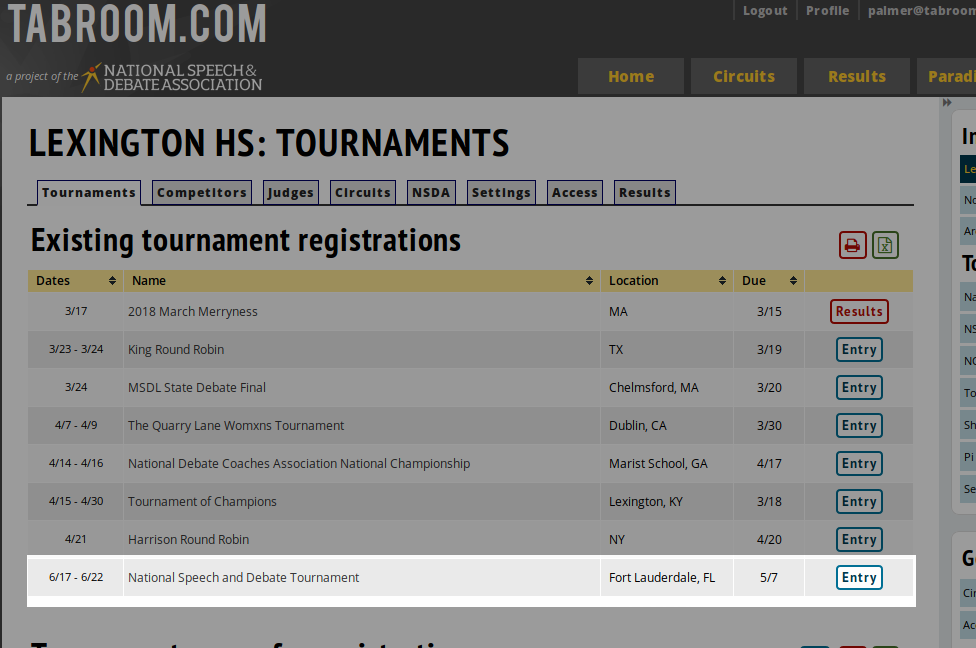 TABROOM.COM
Logout Profile palmer@tabroom
a project of the NATIONAL SPEECH & DEBATE ASSOCIATION
Home Circuits Results Paradi
LEXINGTON HS: TOURNAMENTS
Tournaments Competitors Judges Circuits NSDA Settings Access Results
Existing tournament registrations
Dates Name Location Due
3/17 2018 March Merryness MA 3/15 Results
3/23 - 3/24 King Round Robin TX 3/19 Entry
3/24 MSDL State Debate Final Chelmsford, MA 3/20 Entry
4/7 - 4/9 The Quarry Lane Womxns Tournament Dublin, CA 3/30 Entry
4/14 - 4/16 National Debate Coaches Association National Championship Marist School, GA 4/17 Entry
4/15 - 4/30 Tournament of Champions Lexington, KY 3/18 Entry
4/21 Harrison Round Robin NY 4/20 Entry
6/17 - 6/22 National Speech and Debate Tournament Fort Lauderdale, FL 5/7 Entry
In
Le
No
Ar
To
Na
NS
To
Sh
Pi
Se
Ci
Ac